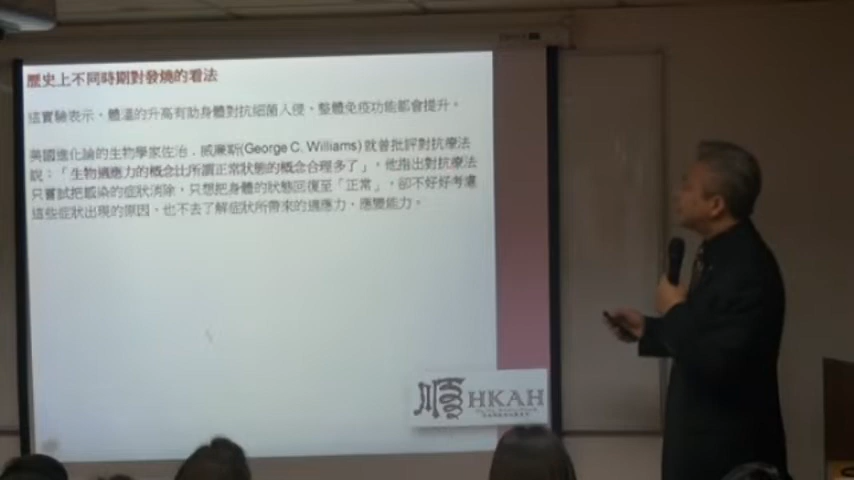 歷史上不同時期對發燒的看法
這實驗表示，體溫的升高有助身體對抗細菌入侵、整體免疫功能都會提升。
英國進化論的生物學家佐治．威廉斯(George C. Williams) 就曾批評對抗療法
說：「生物適應力的概念比所謂正常狀態的概念合理多了」，他指出對抗療法
只嘗試把感染的症狀消除，只想把身體的狀態回復至「正常」，卻不好好考慮
這些症狀出現的原因、也不去了解症狀所帶來的適應力，應變能力。
順 HKAH